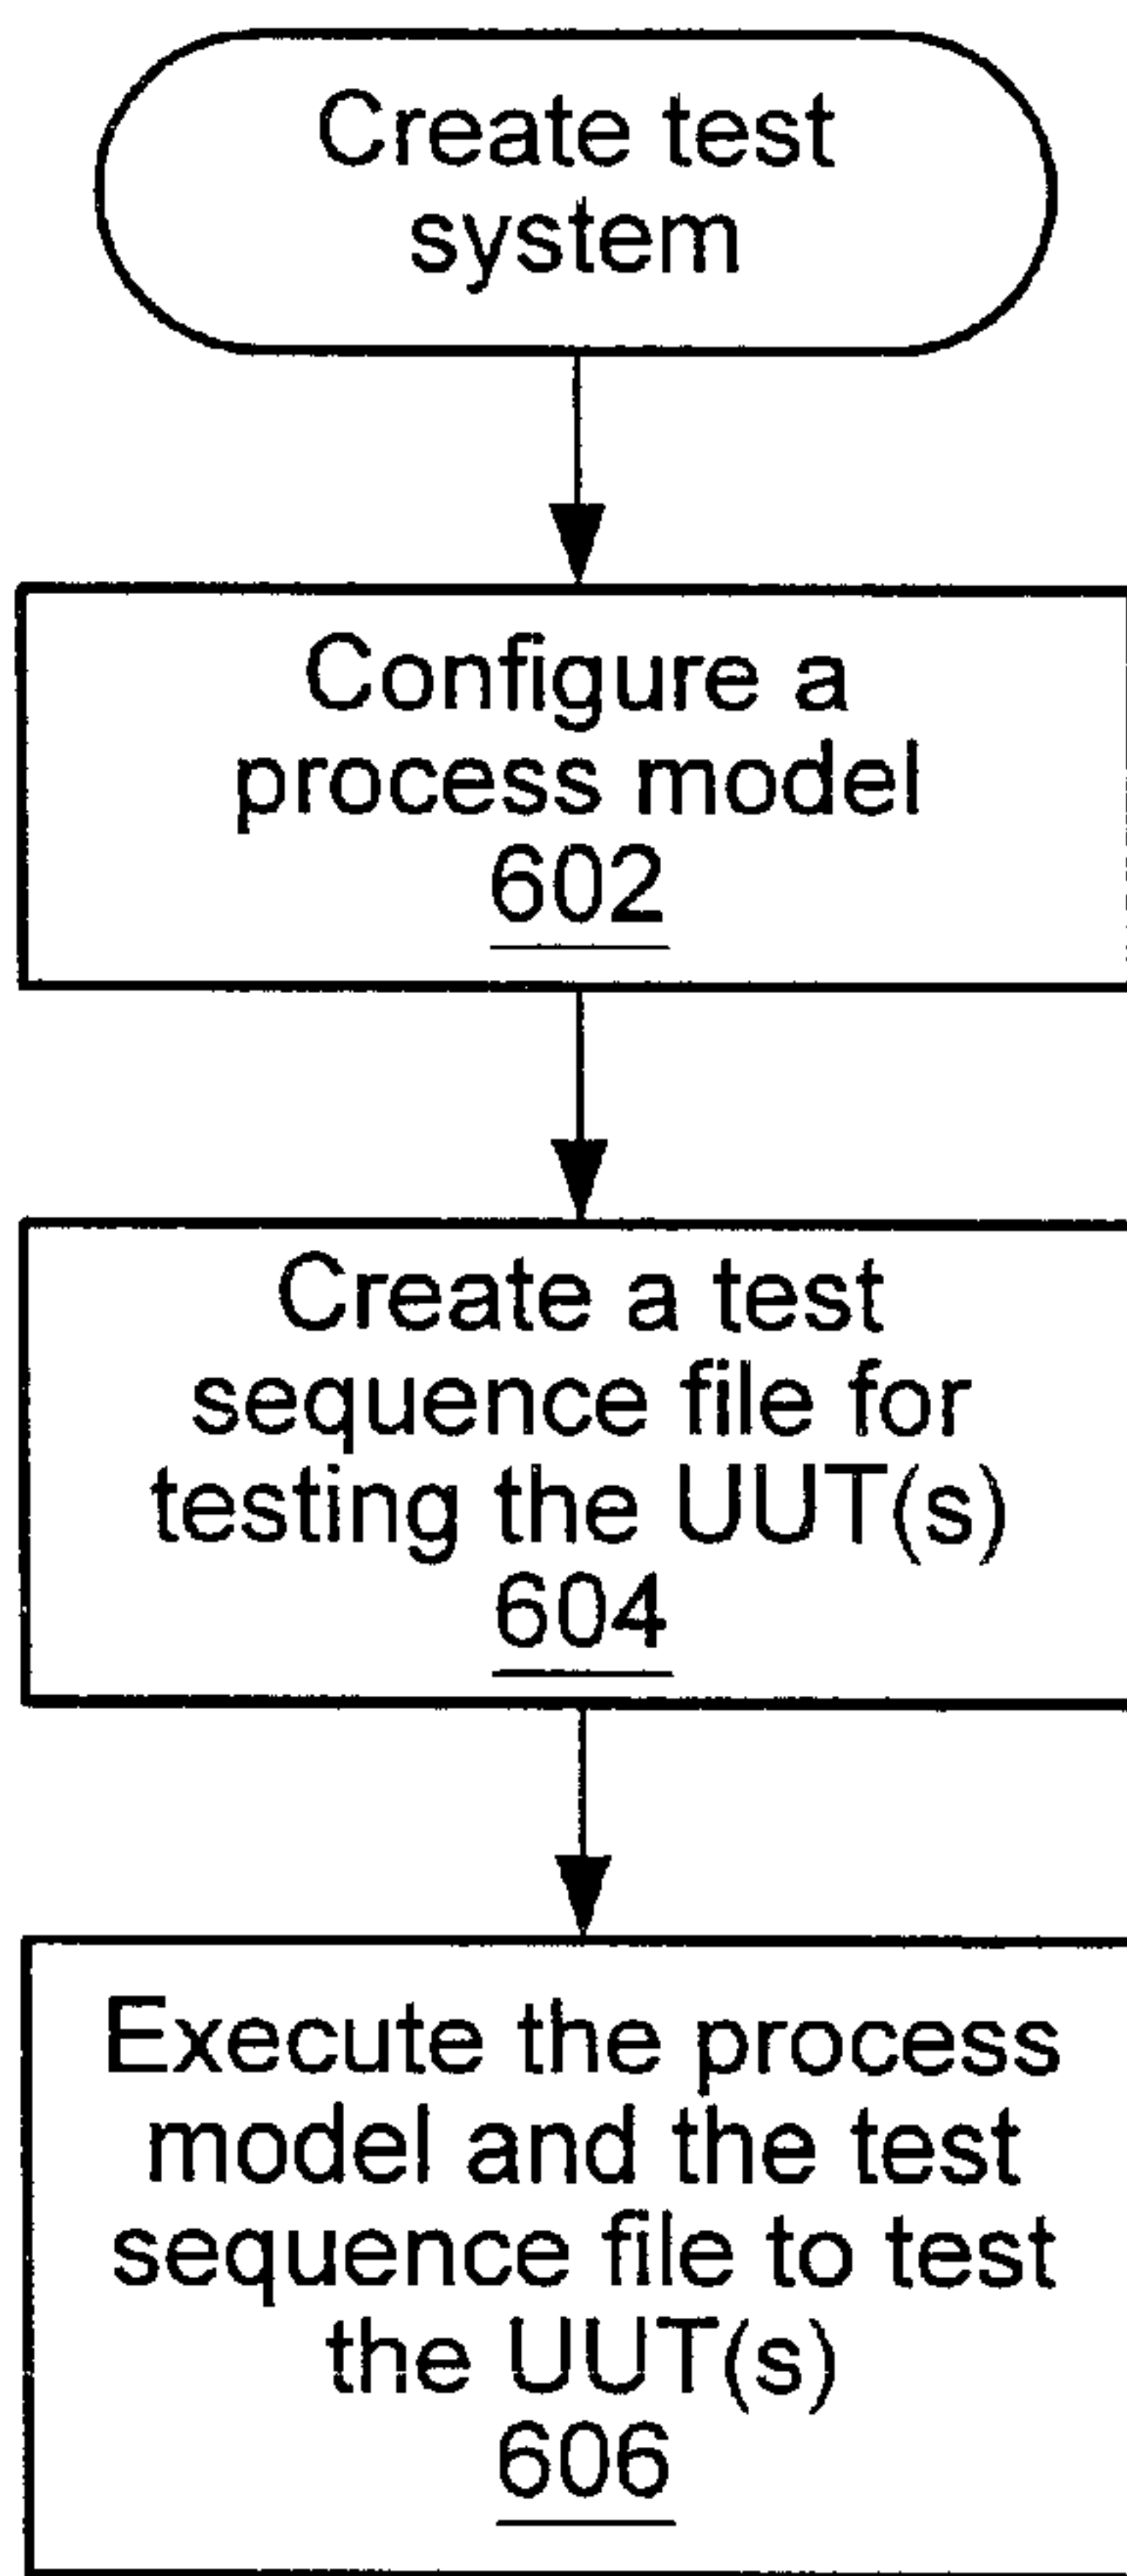 Create test
system
Configure a
process model
602
Create a test
sequence file for
testing the UUT(s)
604
Execute the process
model and the test
sequence file to test
the UUT(s)
606